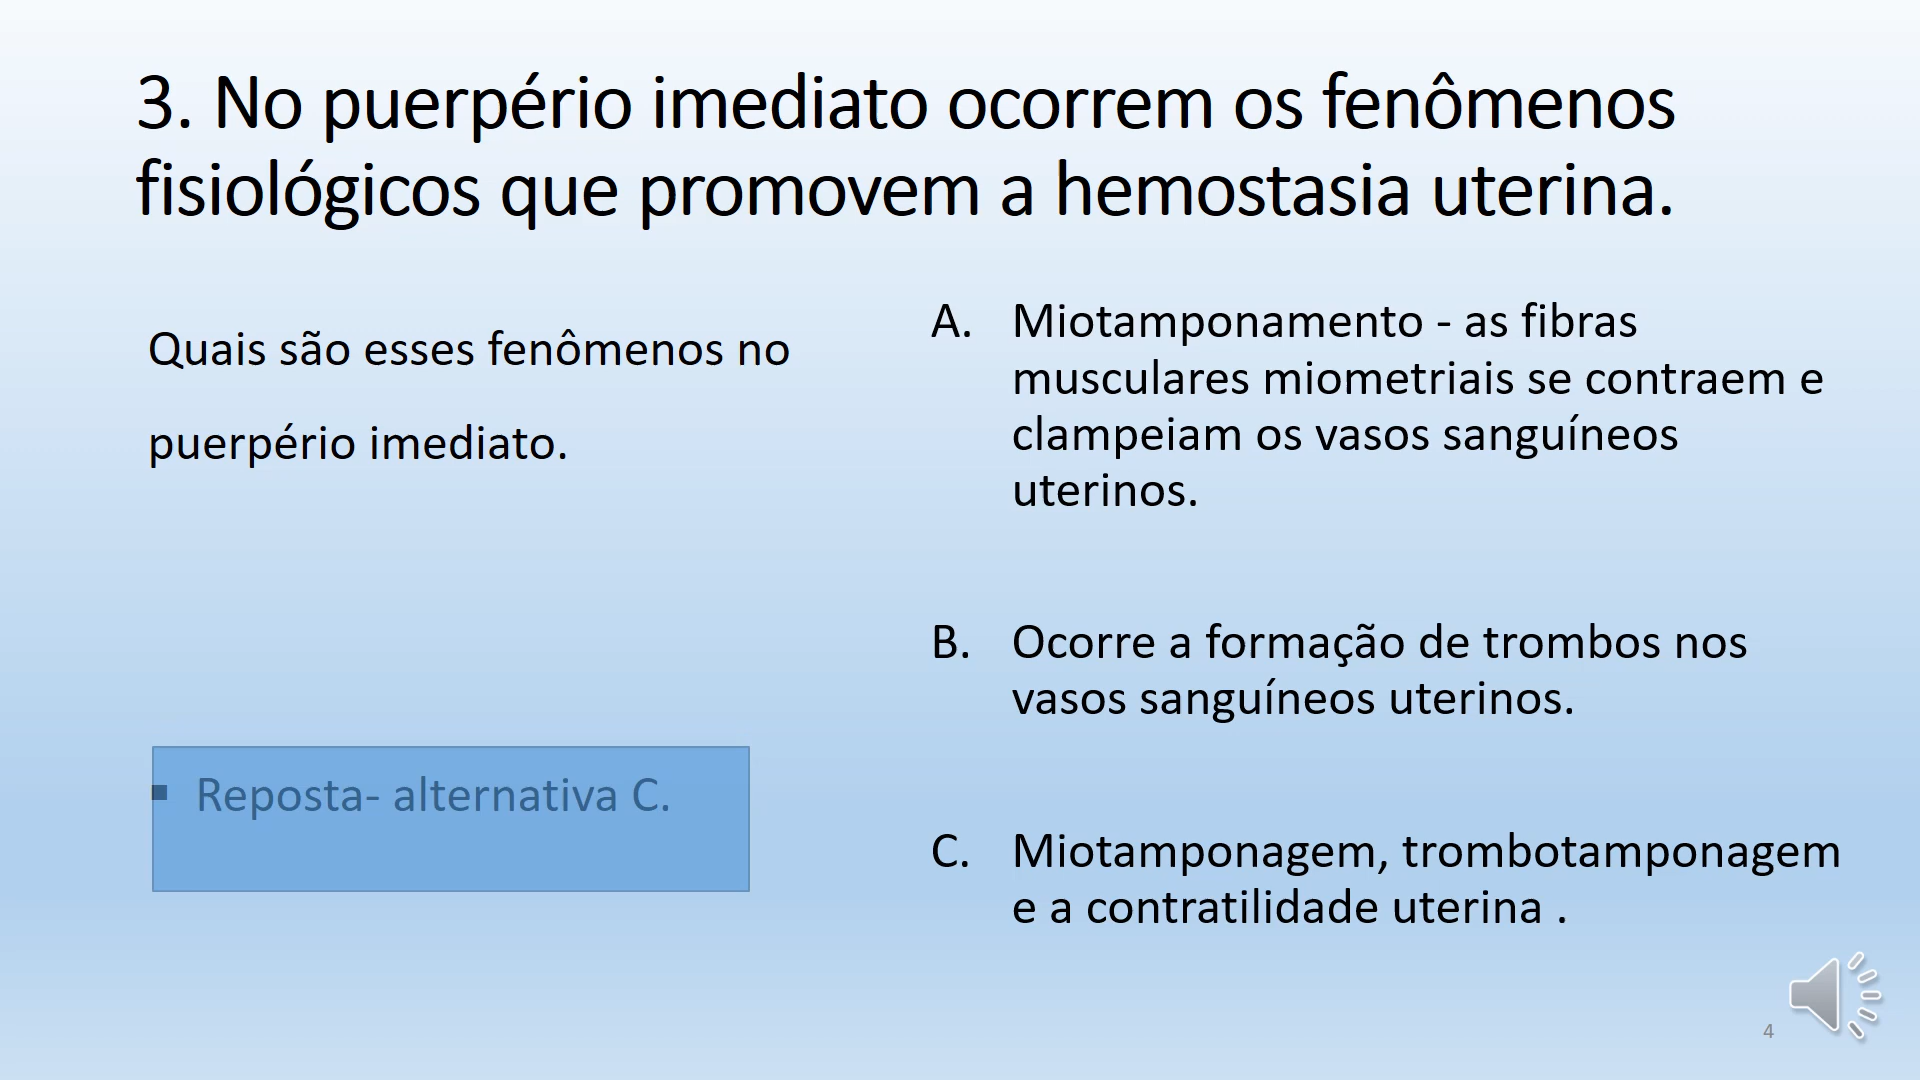 3. No puerpério imediato ocorrem os fenômenos
fisiológicos que promovem a hemostasia uterina.
Quais são esses fenômenos no
puerpério imediato.
▪ Reposta- alternativa C.
A. Miotamponamento - as fibras
musculares miometriais se contraem e
clampeiam os vasos sanguíneos
uterinos.
B. Ocorre a formação de trombos nos
vasos sanguíneos uterinos.
C. Miotamponagem, trombotamponagem
e a contratilidade uterina .
4